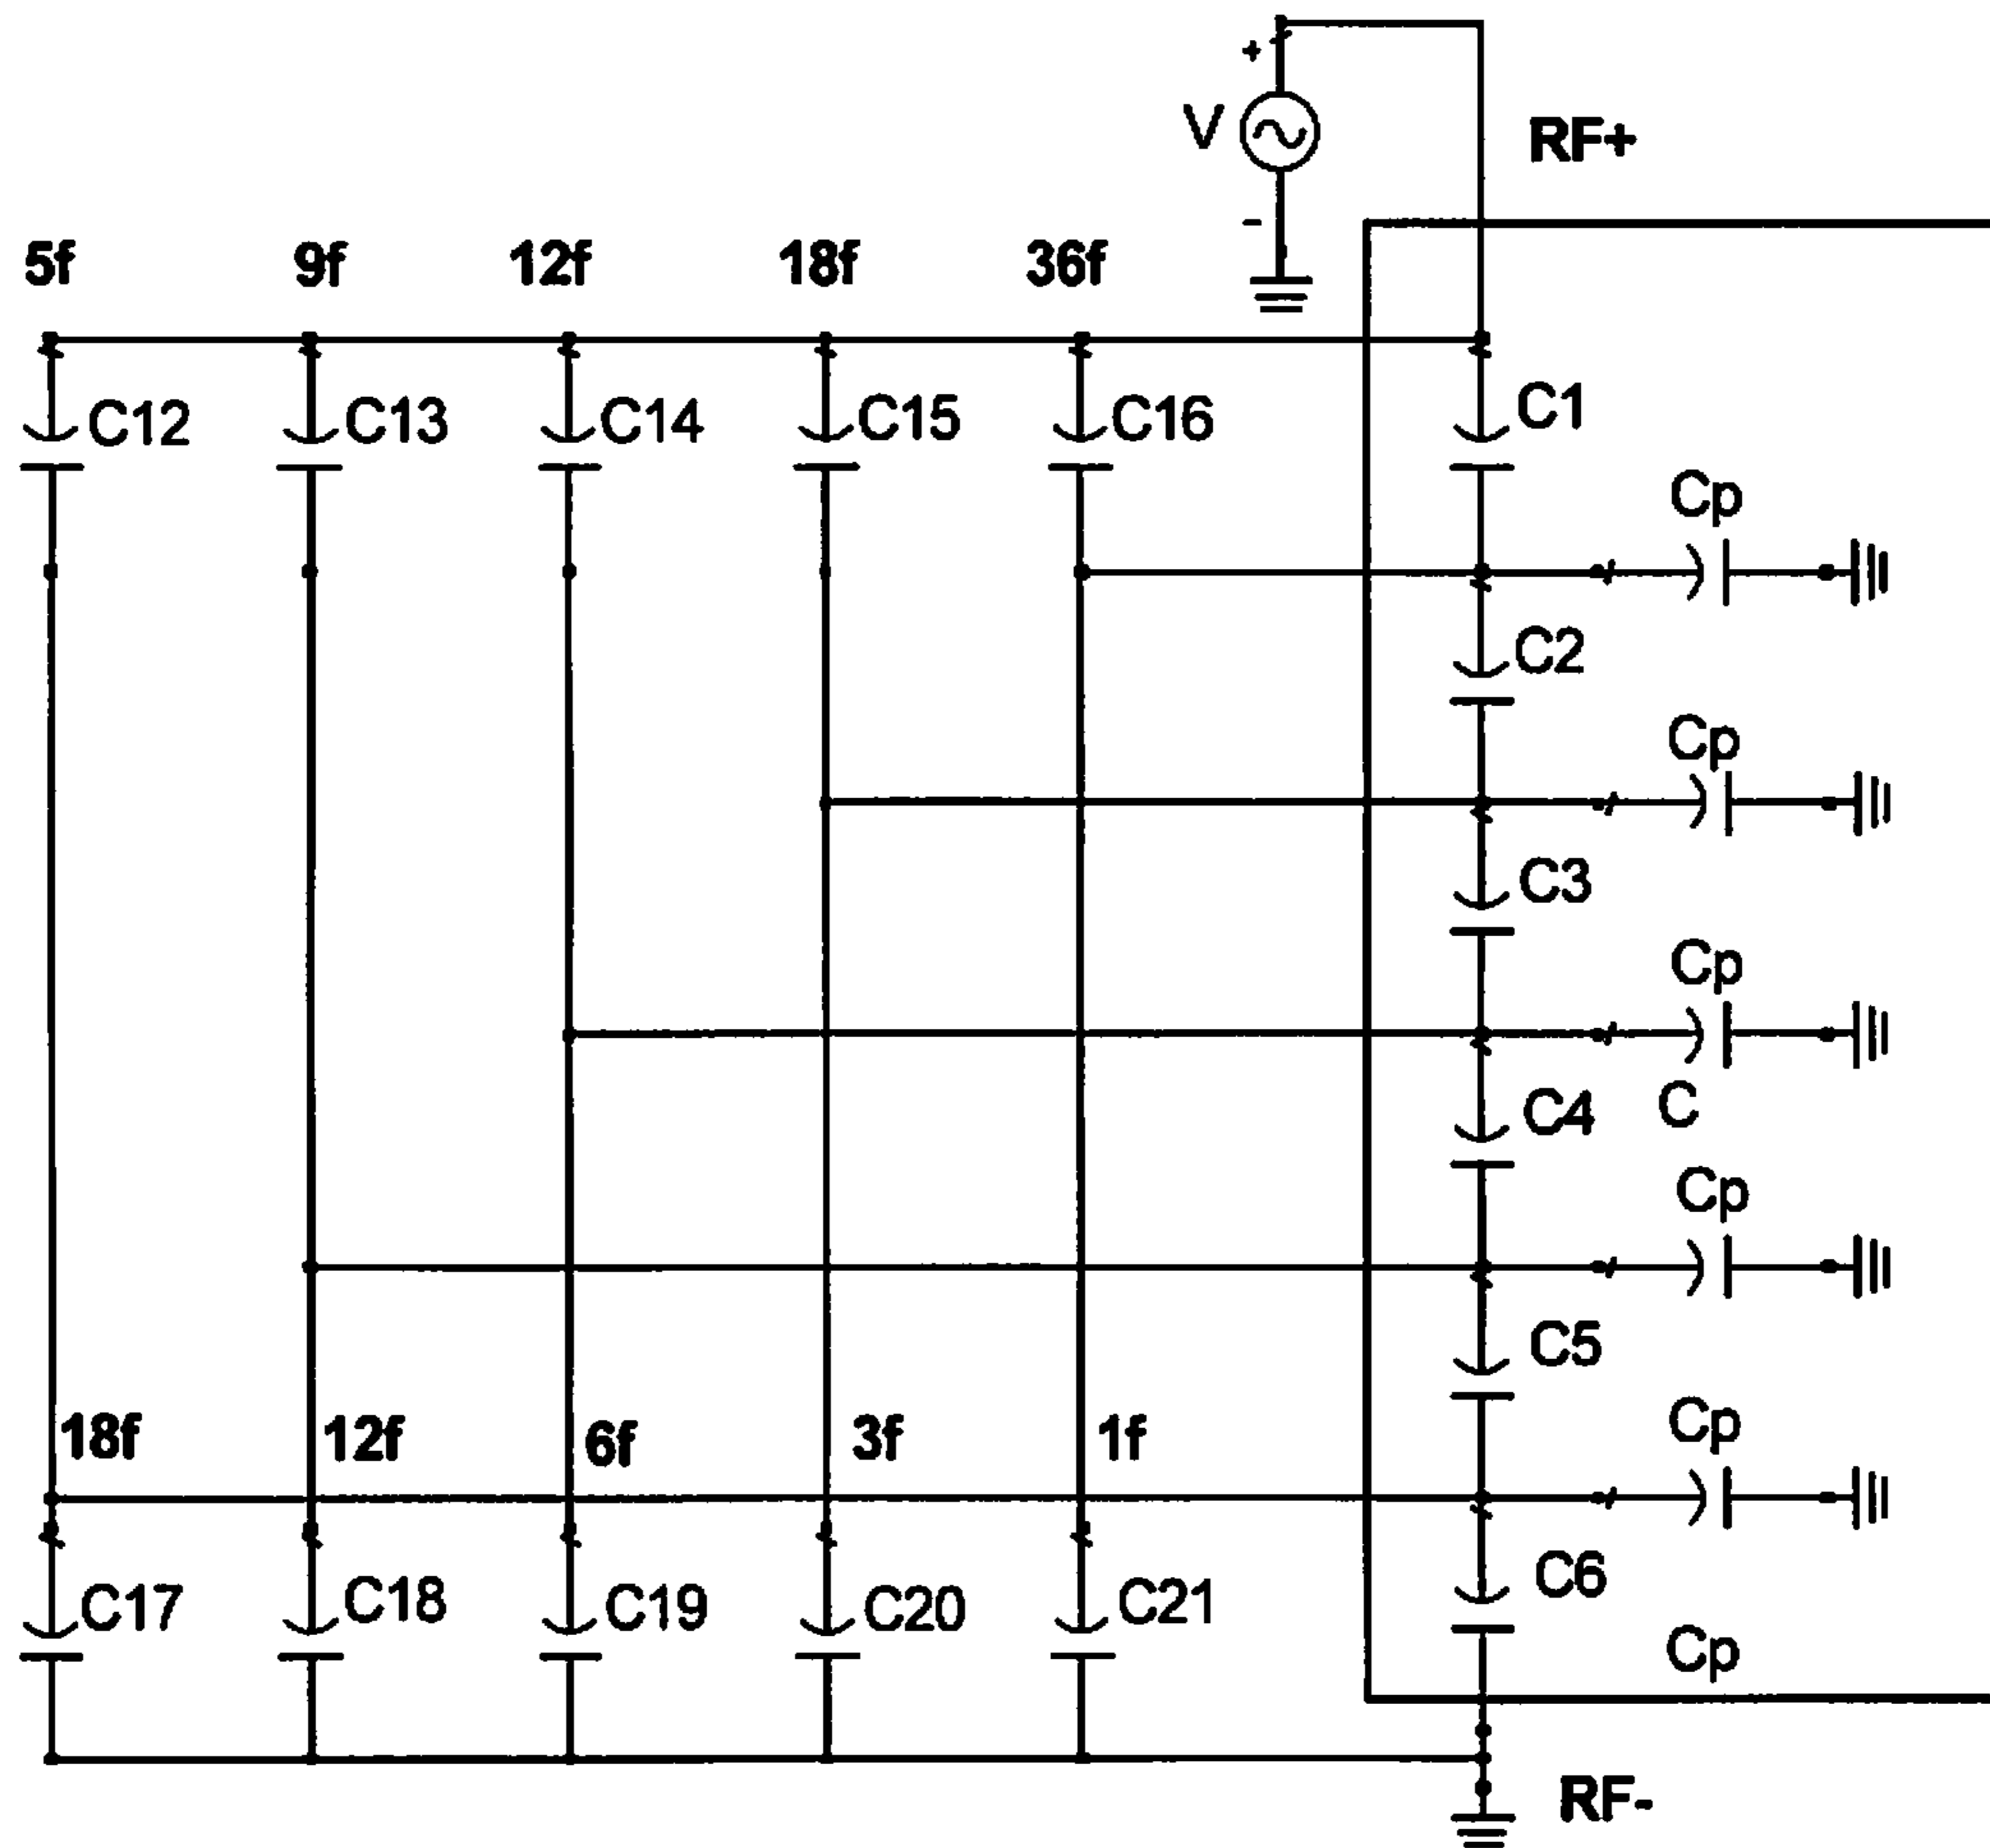 +
V
RF+
-
5f 9f 12f 18f 36f
C12 C13 C14 C15 C16 C1
Cp
C2
Cp
C3
Cp
C4 C
Cp
C5
18f 12f 6f 3f 1f Cp
C17 C18 C19 C20 C21 C6
Cp
RF-